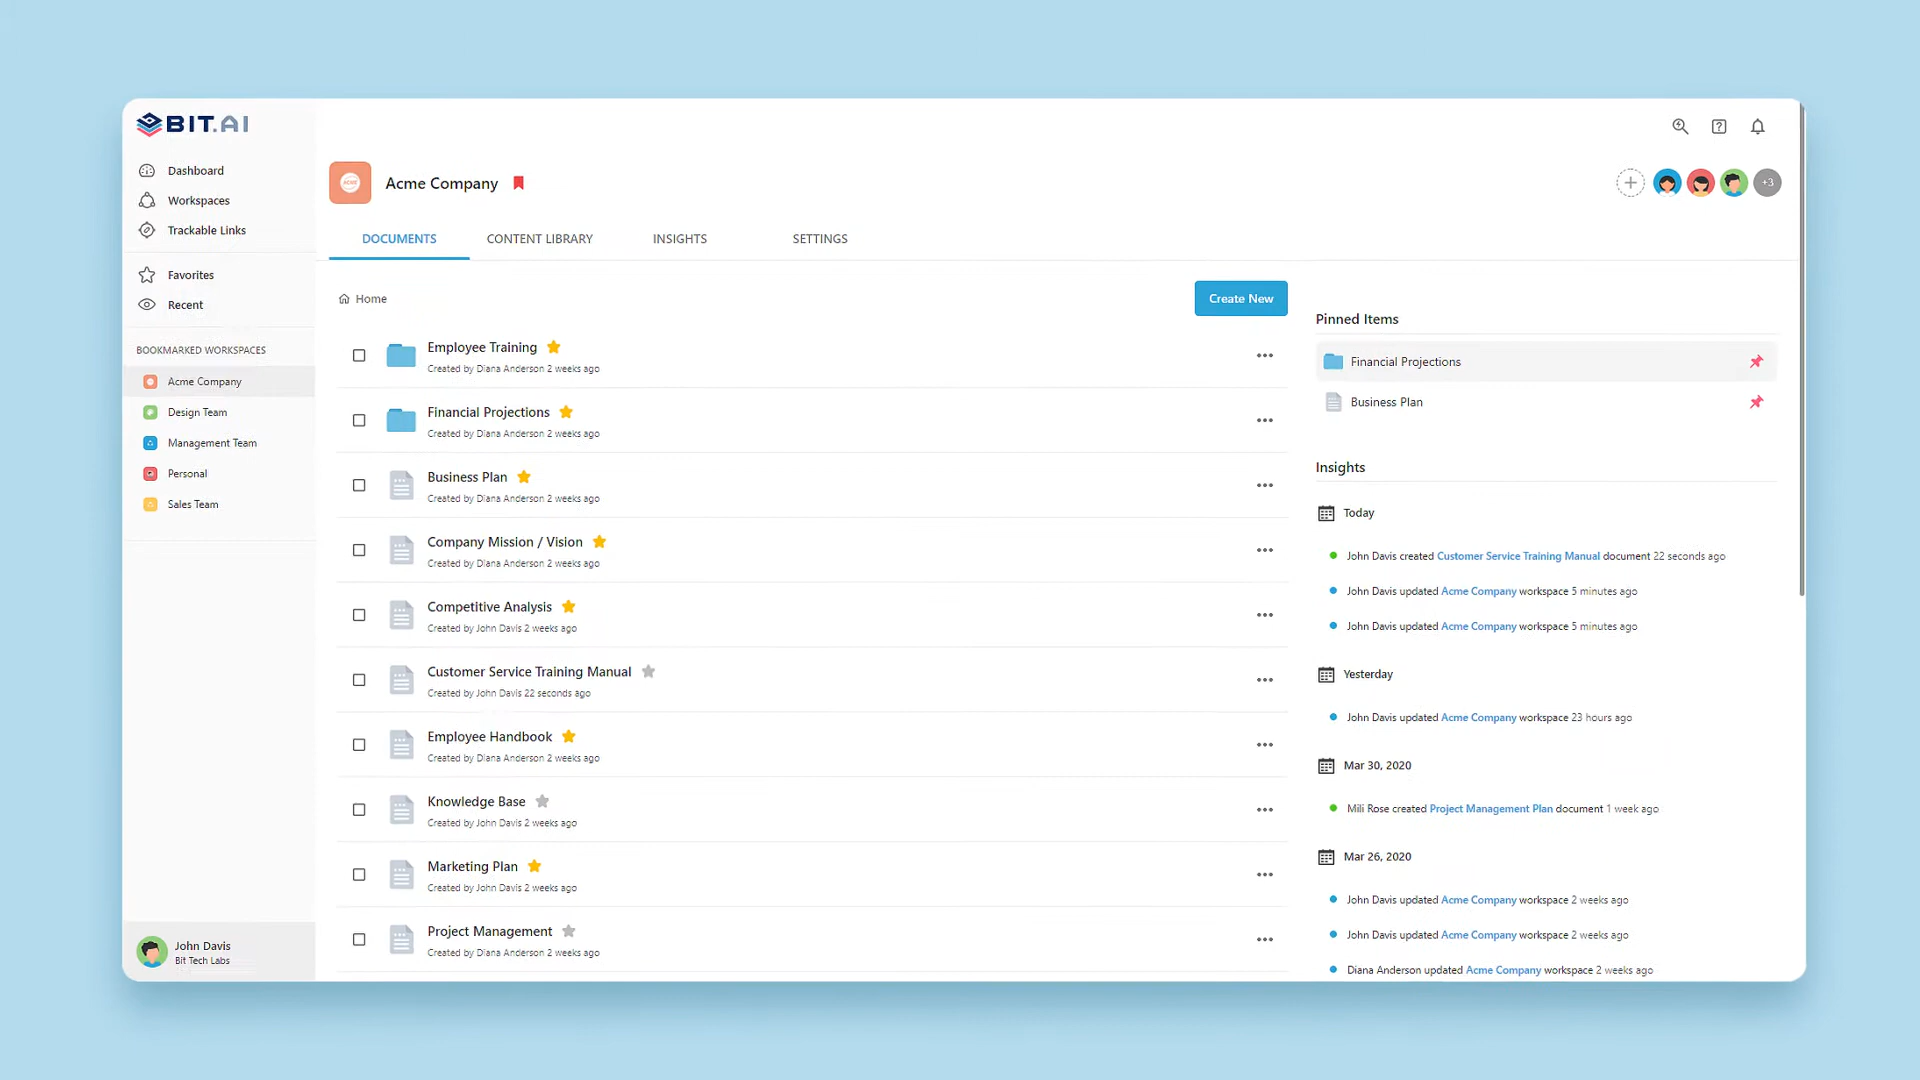 BIT.AI
Dashboard
Workspaces
Trackable Links
Favorites
Recent
BOOKMARKED WORKSPACES
Acme Company
Design Team
Management Team
Personal
Sales Team
John Davis
Bit Tech Labs
ACME
Acme Company
+3
DOCUMENTS
CONTENT LIBRARY
INSIGHTS
SETTINGS
Home
Create New
Employee Training
Created by Diana Anderson 2 weeks ago
Financial Projections
Created by Diana Anderson 2 weeks ago
Business Plan
Created by Diana Anderson 2 weeks ago
Company Mission / Vision
Created by Diana Anderson 2 weeks ago
Competitive Analysis
Created by John Davis 2 weeks ago
Customer Service Training Manual
Created by John Davis 22 seconds ago
Employee Handbook
Created by Diana Anderson 2 weeks ago
Knowledge Base
Created by John Davis 2 weeks ago
Marketing Plan
Created by John Davis 2 weeks ago
Project Management
Created by Diana Anderson 2 weeks ago
Pinned Items
Financial Projections
Business Plan
Insights
Today
John Davis created Customer Service Training Manual document 22 seconds ago
John Davis updated Acme Company workspace 5 minutes ago
John Davis updated Acme Company workspace 5 minutes ago
Yesterday
John Davis updated Acme Company workspace 23 hours ago
Mar 30, 2020
Mili Rose created Project Management Plan document 1 week ago
Mar 26, 2020
John Davis updated Acme Company workspace 2 weeks ago
John Davis updated Acme Company workspace 2 weeks ago
Diana Anderson updated Acme Company workspace 2 weeks ago